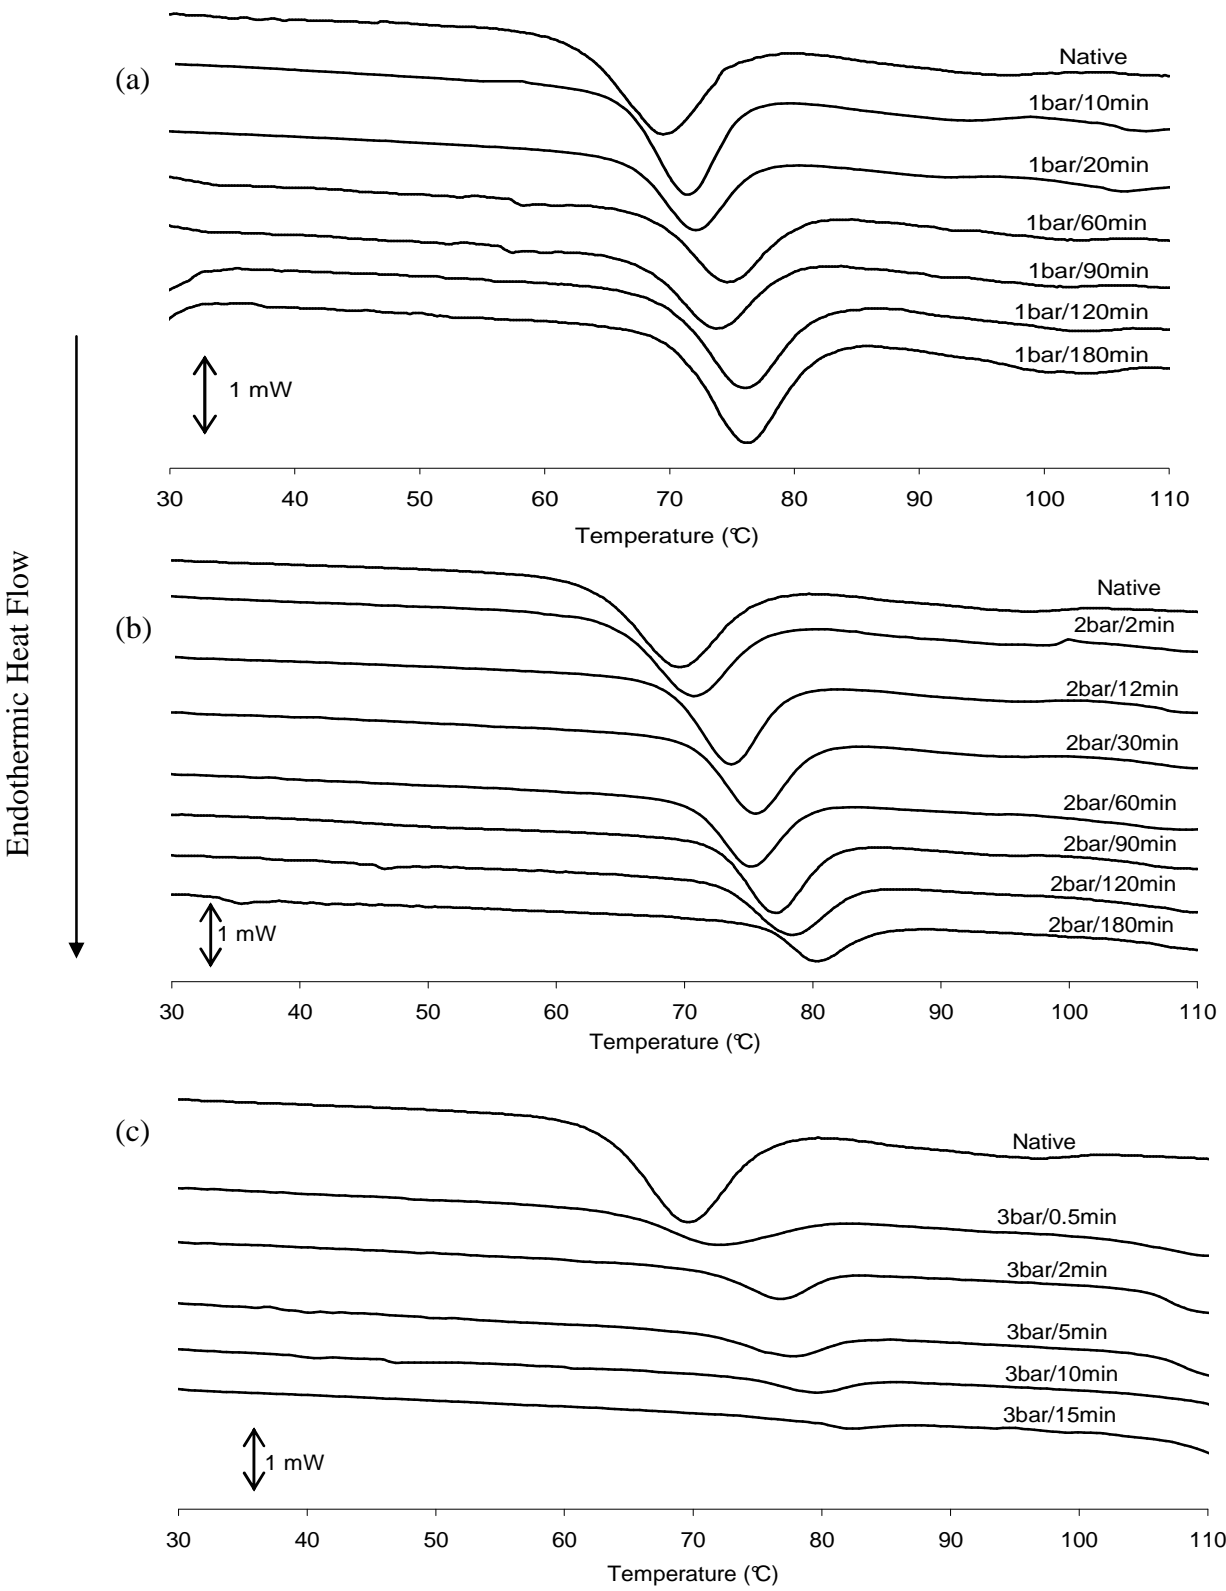 (a)
Native
1bar/10min
1bar/20min
1bar/60min
1bar/90min
1bar/120min
1bar/180min
1 mW
30 40 50 60 70 80 90 100 110
Temperature (°C)
Endothermic Heat Flow
(b)
Native
2bar/2min
2bar/12min
2bar/30min
2bar/60min
2bar/90min
2bar/120min
2bar/180min
1 mW
30 40 50 60 70 80 90 100 110
Temperature (°C)
(c)
Native
3bar/0.5min
3bar/2min
3bar/5min
3bar/10min
3bar/15min
1 mW
30 40 50 60 70 80 90 100 110
Temperature (°C)